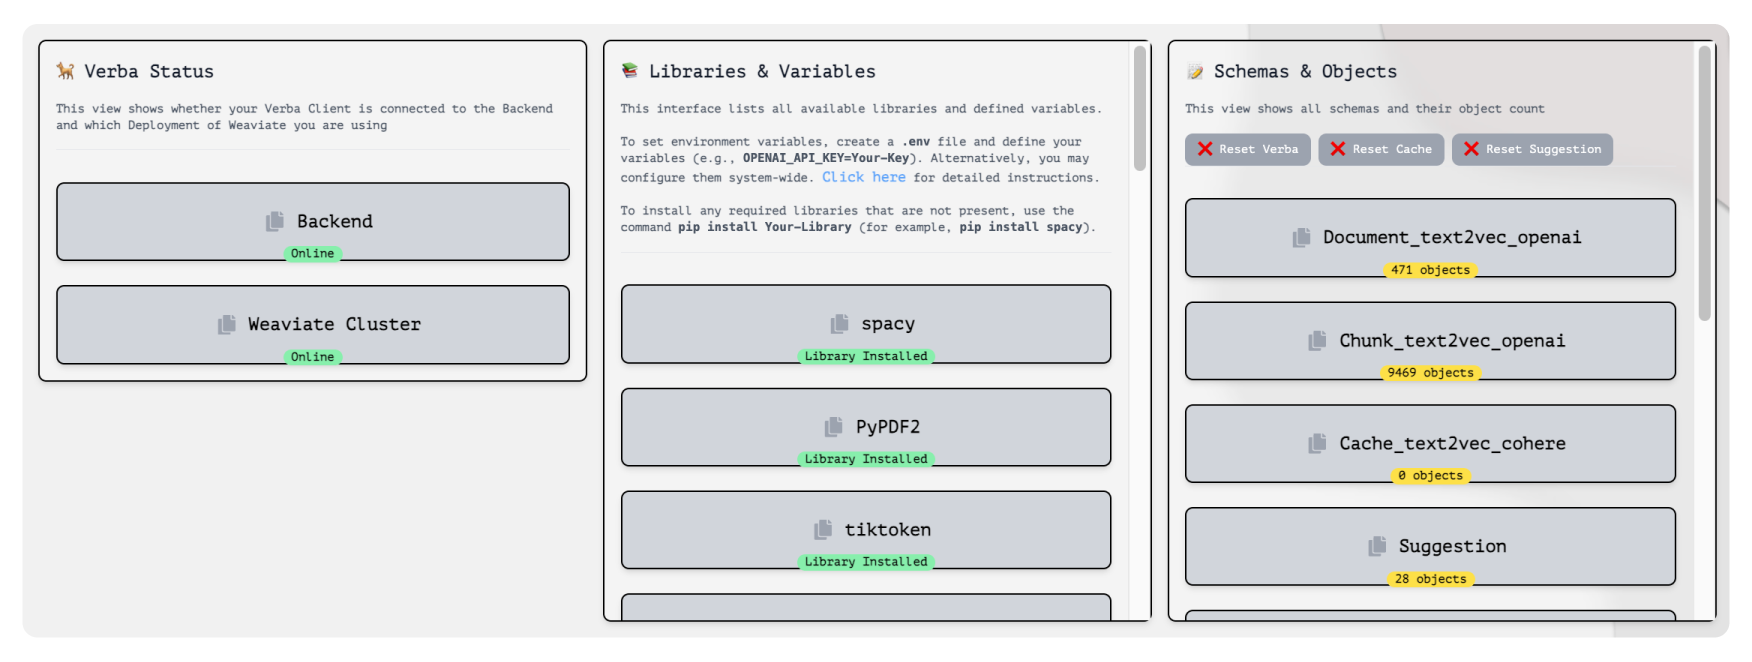 Verba Status
This view shows whether your Verba Client is connected to the Backend
and which Deployment of Weaviate you are using
Backend
Online
Weaviate Cluster
Online
Libraries & Variables
This interface lists all available libraries and defined variables.
To set environment variables, create a .env file and define your
variables (e.g., OPENAI_API_KEY=Your-Key). Alternatively, you may
configure them system-wide. Click here for detailed instructions.
To install any required libraries that are not present, use the
command pip install Your-Library (for example, pip install spacy).
spacy
Library Installed
PyPDF2
Library Installed
tiktoken
Library Installed
Schemas & Objects
This view shows all schemas and their object count
Reset Verba Reset Cache Reset Suggestion
Document_text2vec_openai
471 objects
Chunk_text2vec_openai
9469 objects
Cache_text2vec_cohere
0 objects
Suggestion
28 objects